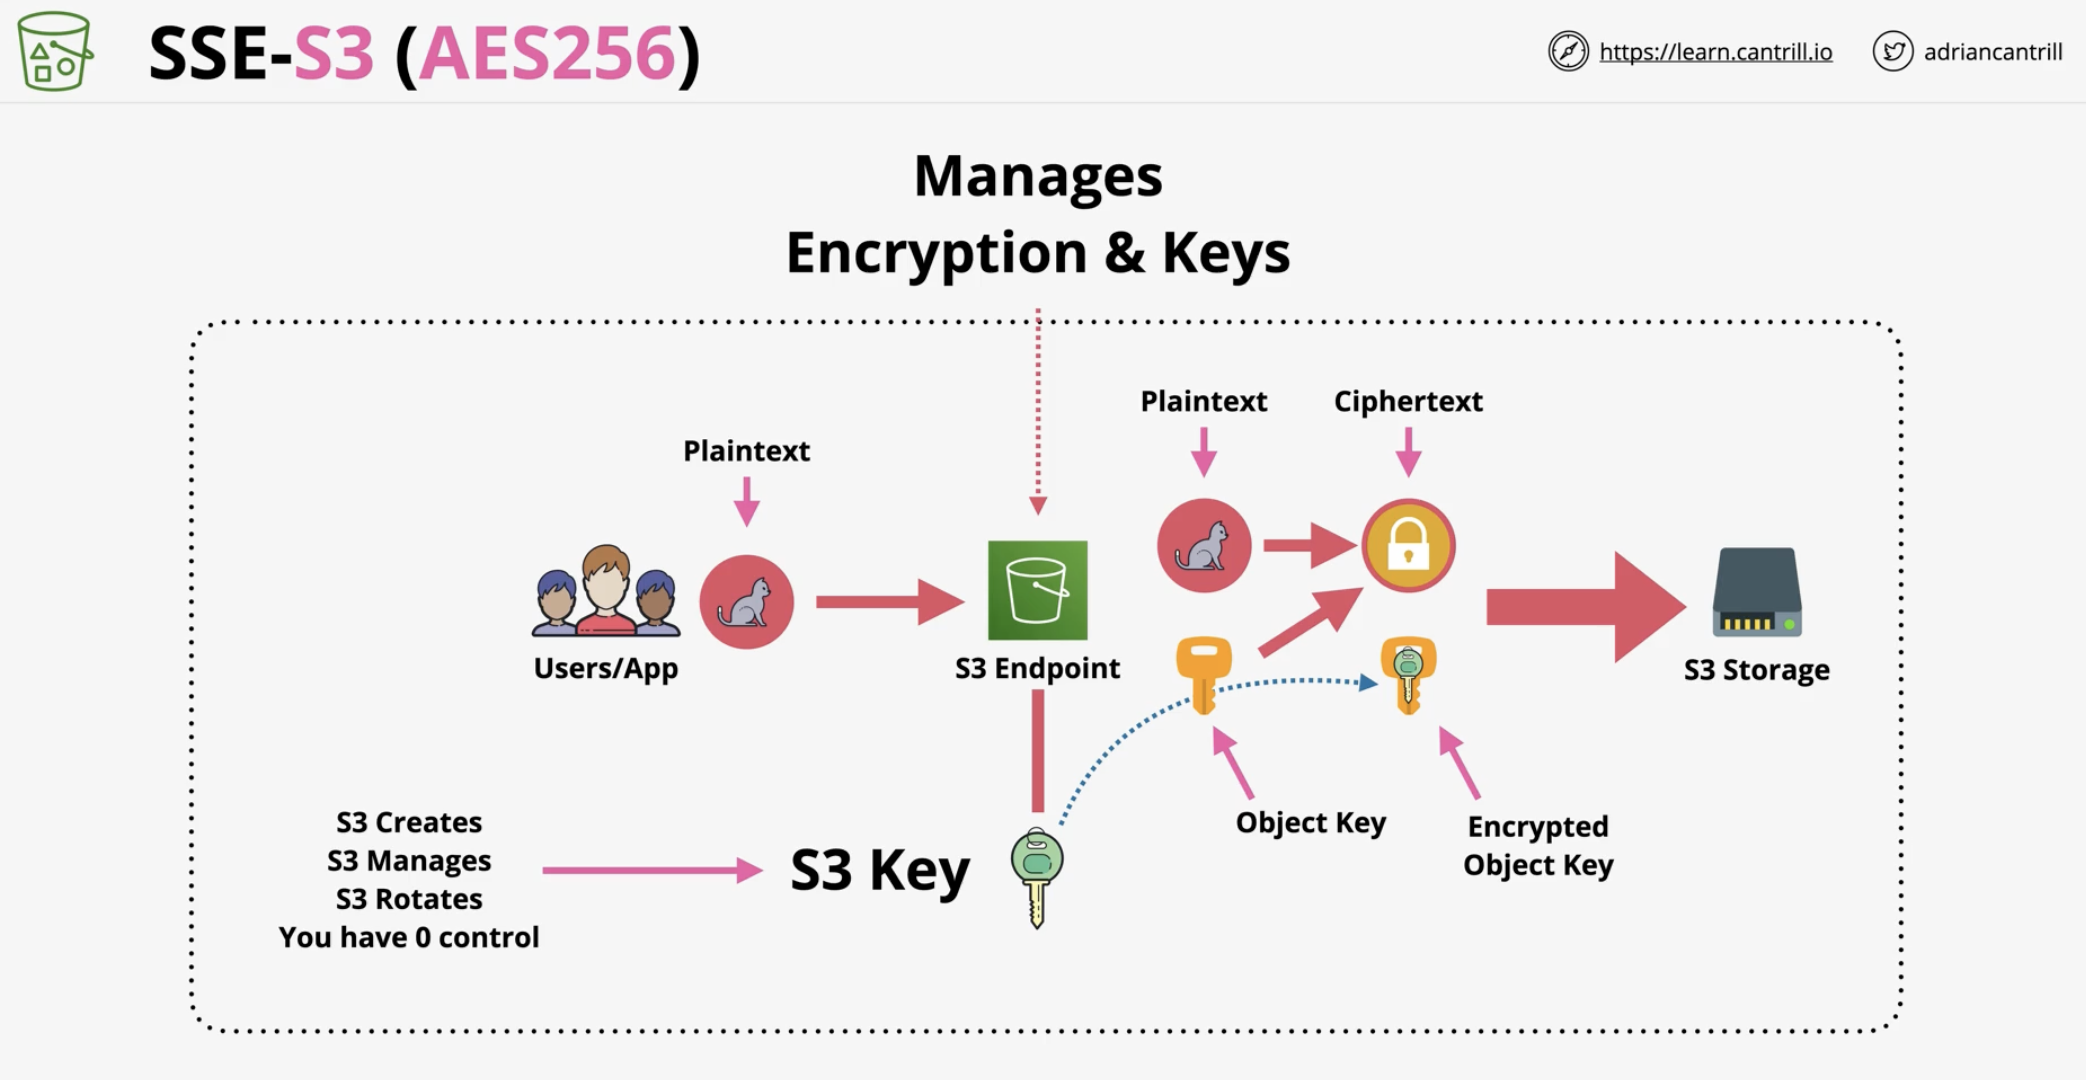 SSE-S3 (AES256)
https://learn.cantrill.io
adriancantrill
Manages
Encryption & Keys
Plaintext
Ciphertext
Plaintext
Users/App
S3 Endpoint
S3 Storage
Object Key
Encrypted
Object Key
S3 Creates
S3 Manages
S3 Rotates
You have 0 control
S3 Key